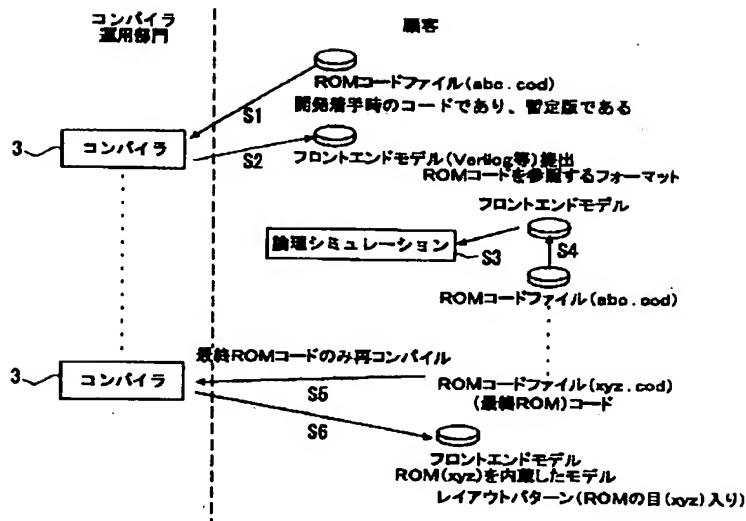 コンパイラ
運用部門
顧客
ROMコードファイル(abc.cod)
開発着手時のコードであり、暫定版である
S1
3
コンパイラ
S2
フロントエンドモデル(Verilog等)提出
ROMコードを参照するフォーマット
フロントエンドモデル
論理シミュレーション
S3
S4
ROMコードファイル(abc.cod)
最終ROMコードのみ再コンパイル
3
コンパイラ
S5
ROMコードファイル(xyz.cod)
(最終ROM)コード
S6
フロントエンドモデル
ROM(xyz)を内蔵したモデル
レイアウトパターン(ROMの目(xyz)入り)